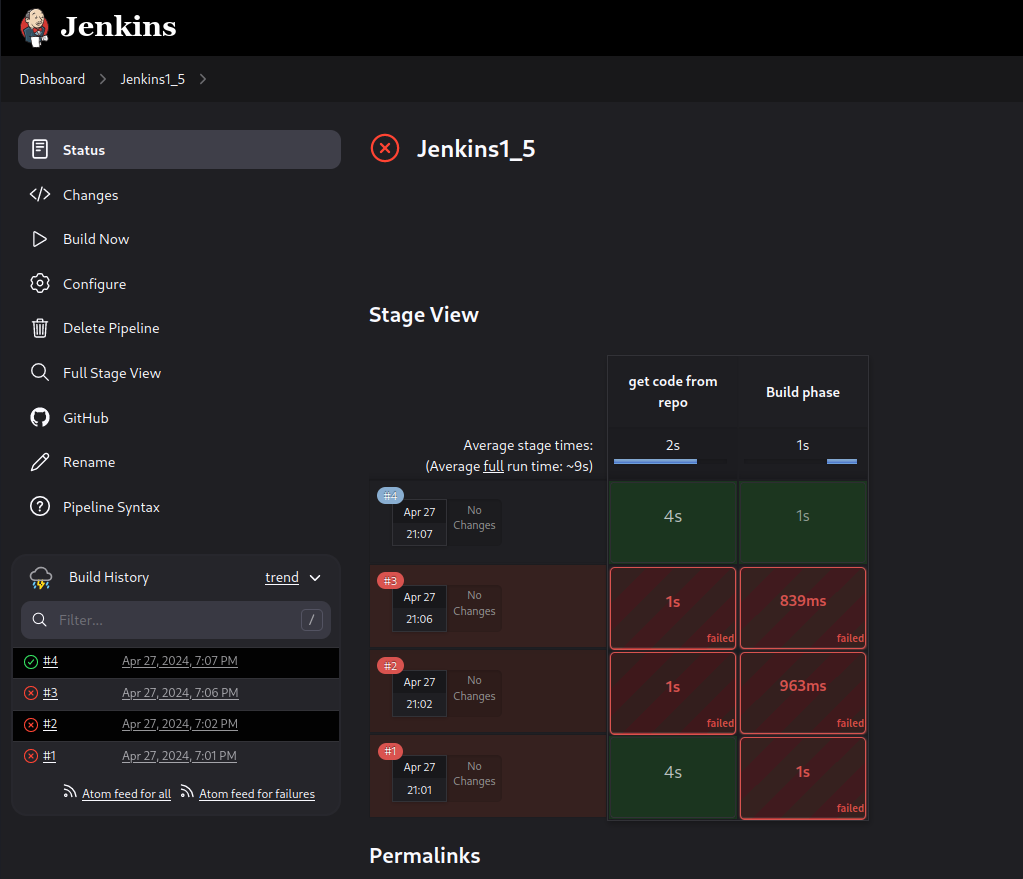 Jenkins
Dashboard
Jenkins1_5
Status
Changes
Build Now
Configure
Delete Pipeline
Full Stage View
GitHub
Rename
Pipeline Syntax
Build History
trend
Filter...
/
#4 Apr 27, 2024, 7:07 PM
#3 Apr 27, 2024, 7:06 PM
#2 Apr 27, 2024, 7:02 PM
#1 Apr 27, 2024, 7:01 PM
Atom feed for all Atom feed for failures
Jenkins1_5
Stage View
get code from
repo
Build phase
Average stage times:
(Average full run time: ~9s)
2s
1s
#4
Apr 27
21:07
No
Changes
4s
1s
#3
Apr 27
21:06
No
Changes
1s
failed
839ms
failed
#2
Apr 27
21:02
No
Changes
1s
failed
963ms
failed
#1
Apr 27
21:01
No
Changes
4s
1s
failed
Permalinks